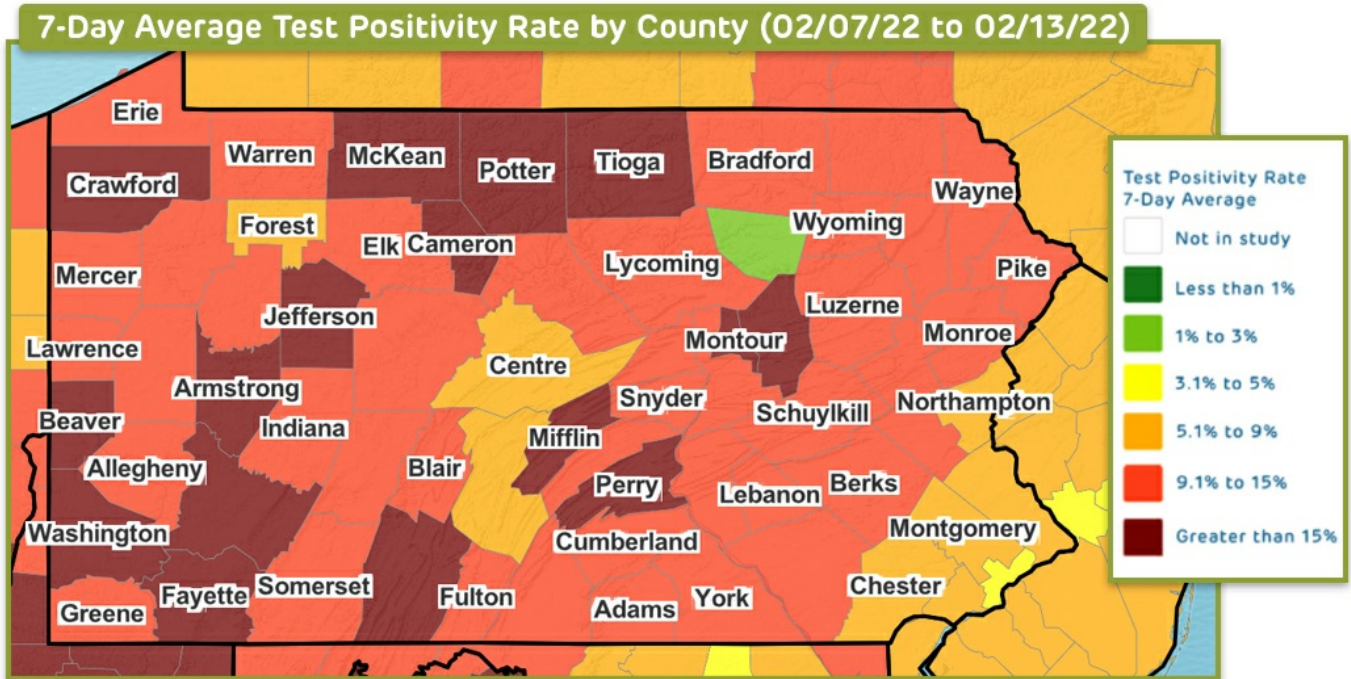 7-Day Average Test Positivity Rate by County (02/07/22 to 02/13/22)
Erie
Warren
McKean
Potter
Tioga
Bradford
Crawford
Wayne
Forest
Wyoming
Elk
Cameron
Lycoming
Pike
Mercer
Jefferson
Luzerne
Montour
Monroe
Lawrence
Centre
Armstrong
Snyder
Northampton
Schuylkill
Beaver
Indiana
Mifflin
Allegheny
Blair
Perry
Lebanon
Berks
Washington
Cumberland
Montgomery
Somerset
Fayette
Fulton
Chester
Greene
Adams
York
Test Positivity Rate
7-Day Average
Not in study
Less than 1%
1% to 3%
3.1% to 5%
5.1% to 9%
9.1% to 15%
Greater than 15%